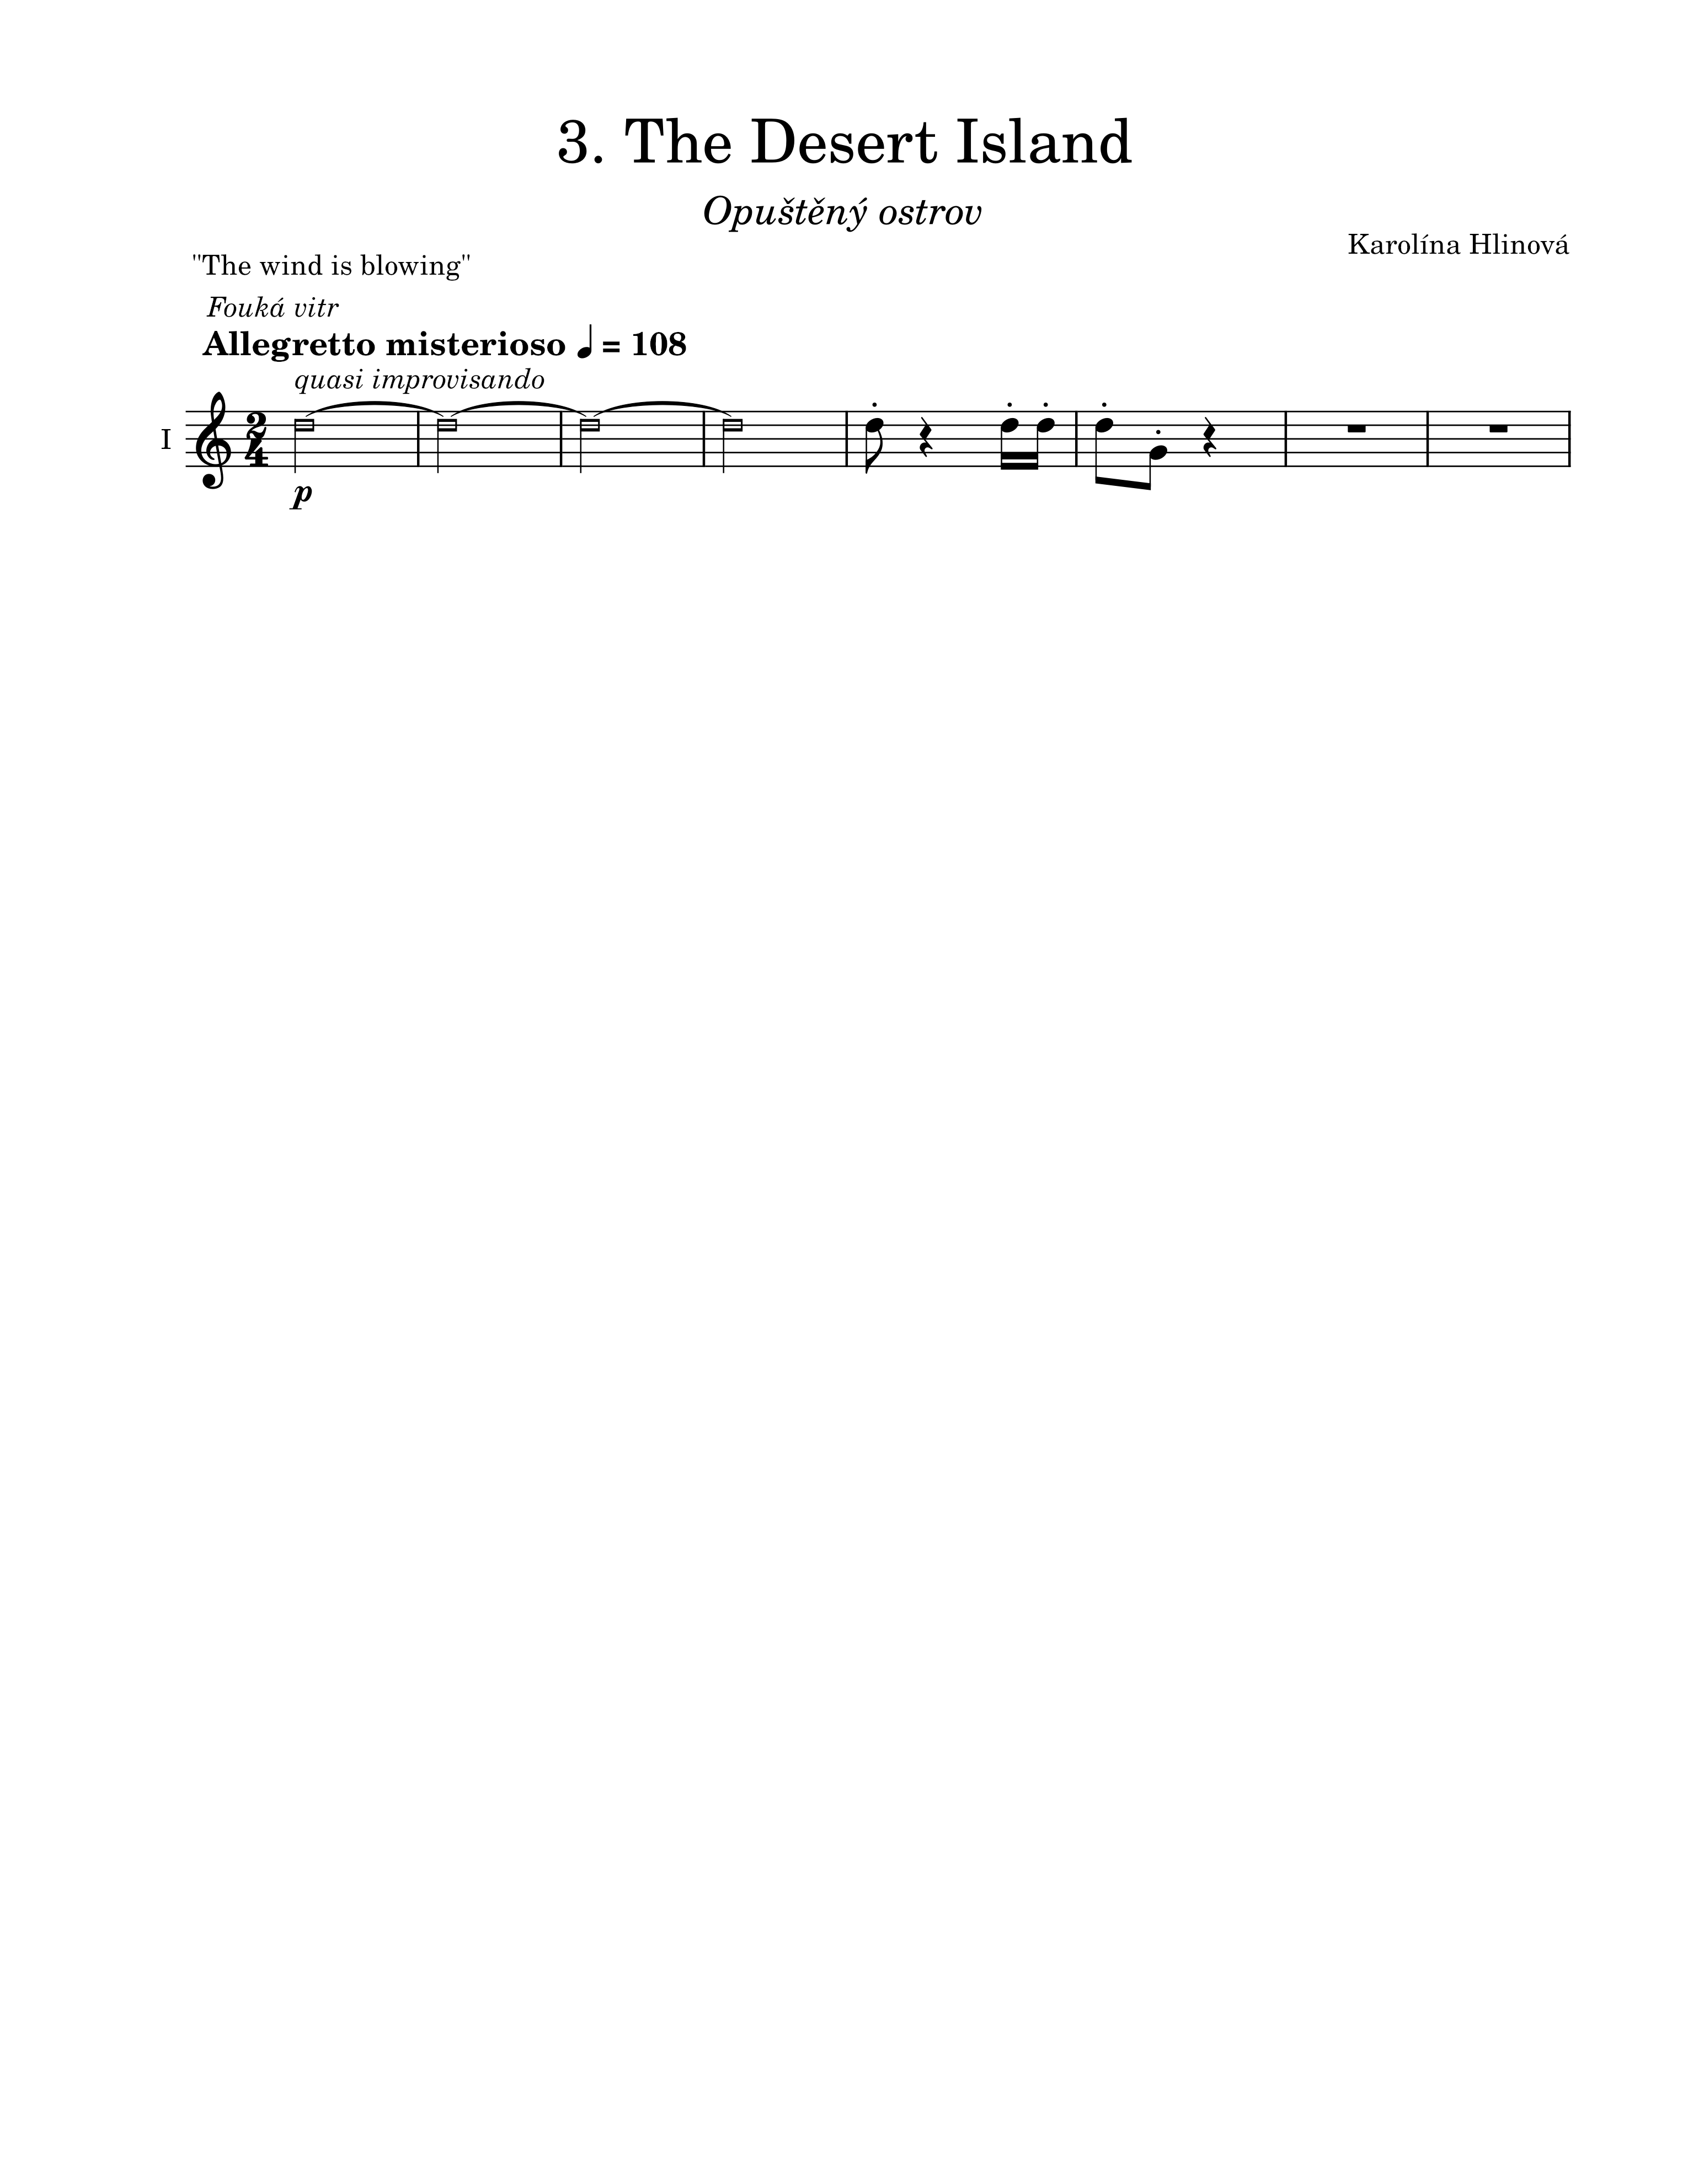 3. The Desert Island
Opuštěný ostrov
Karolína Hlinová
"The wind is blowing"
Fouká vitr
Allegretto misterioso ♩ = 108
quasi improvisando
I
2
4
p